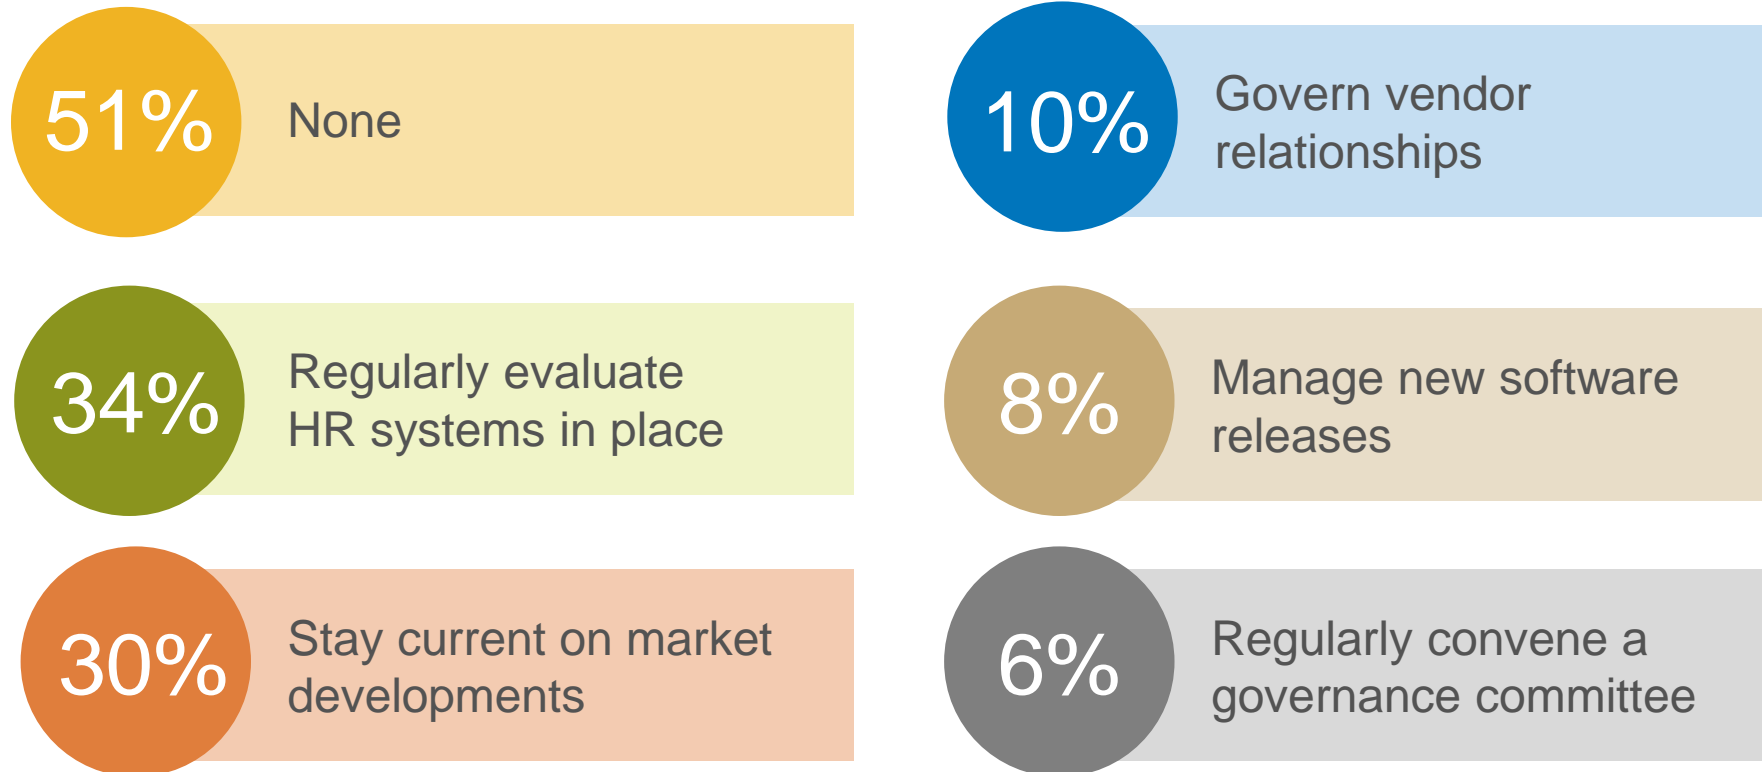 51%
None
34%
Regularly evaluate
HR systems in place
30%
Stay current on market
developments
10%
Govern vendor
relationships
8%
Manage new software
releases
6%
Regularly convene a
governance committee